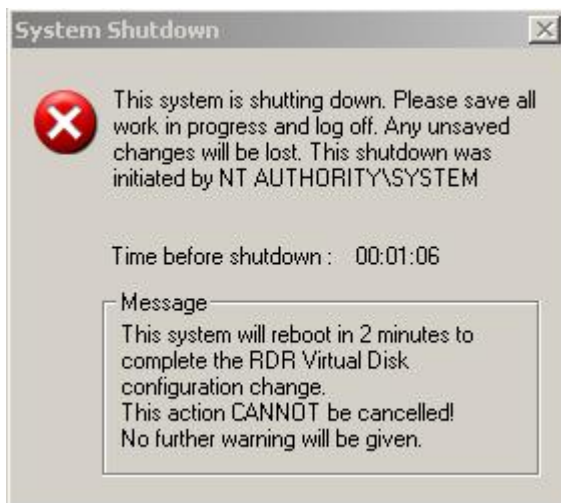 System Shutdown
This system is shutting down. Please save all
work in progress and log off. Any unsaved
changes will be lost. This shutdown was
initiated by NT AUTHORITY\SYSTEM
Time before shutdown : 00:01:06
Message
This system will reboot in 2 minutes to
complete the RDR Virtual Disk
configuration change.
This action CANNOT be cancelled!
No further warning will be given.